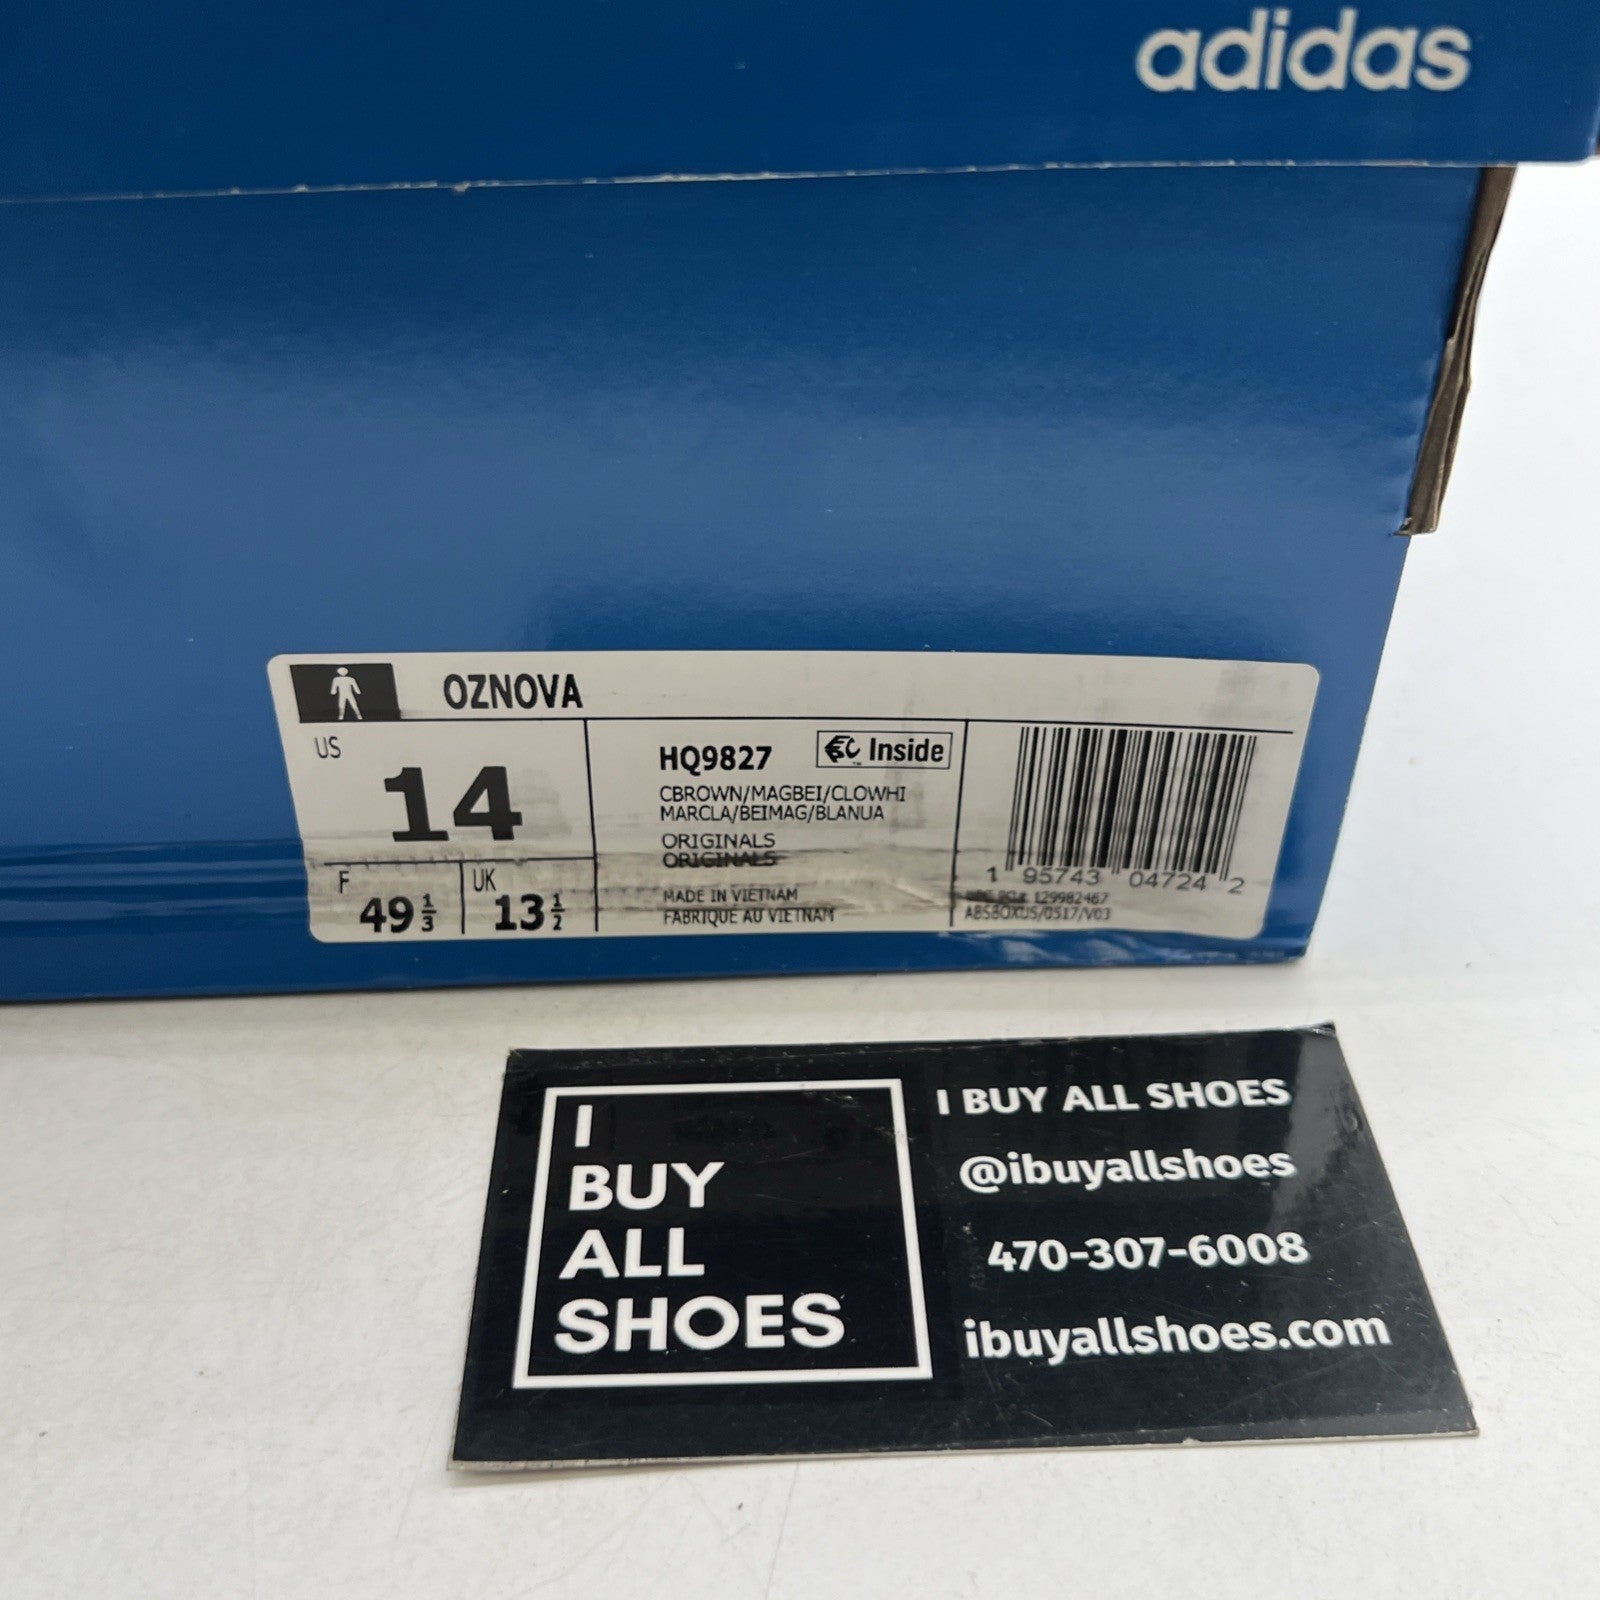 adidas
OZNOVA
US
14
F
49 1/3
UK
13 1/2
HQ9827
Inside
CBROWN/MAGBEI/CLOWHI
MARCLA/BEIMAG/BLANUA
ORIGINALS
ORIGINALS
MADE IN VIETNAM
FABRIQUE AU VIETNAM
1 95743 04724 2
129982467
ABSBOXUS/0517/V03
I
BUY
ALL
SHOES
I BUY ALL SHOES
@ibuyallshoes
470-307-6008
ibuyallshoes.com